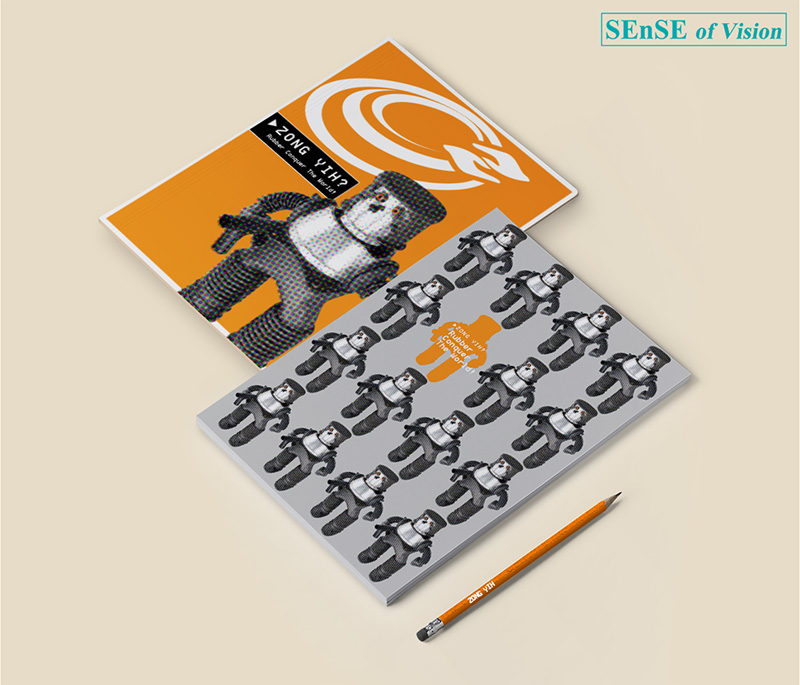 SEnSE of Vision
▶ZONG YIH?
Rubber Conquer The World!
▶ZONG YIH?
Rubber
Conquer
The World!
ZONG YIH